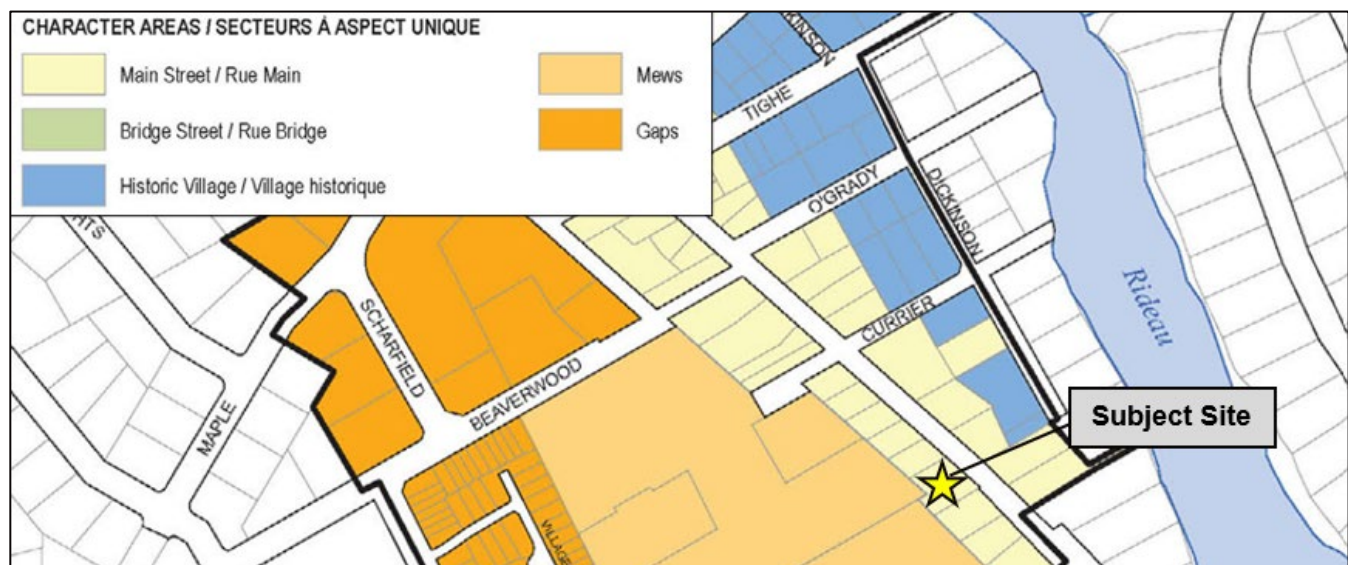 CHARACTER AREAS / SECTEURS À ASPECT UNIQUE
Main Street / Rue Main
Mews
Bridge Street / Rue Bridge
Gaps
Historic Village / Village historique
TIGHE
O'GRADY
DICKINSON
CURRIER
Rideau
SCHARFIELD
BEAVERWOOD
MAPLE
Subject Site
VILLAGE